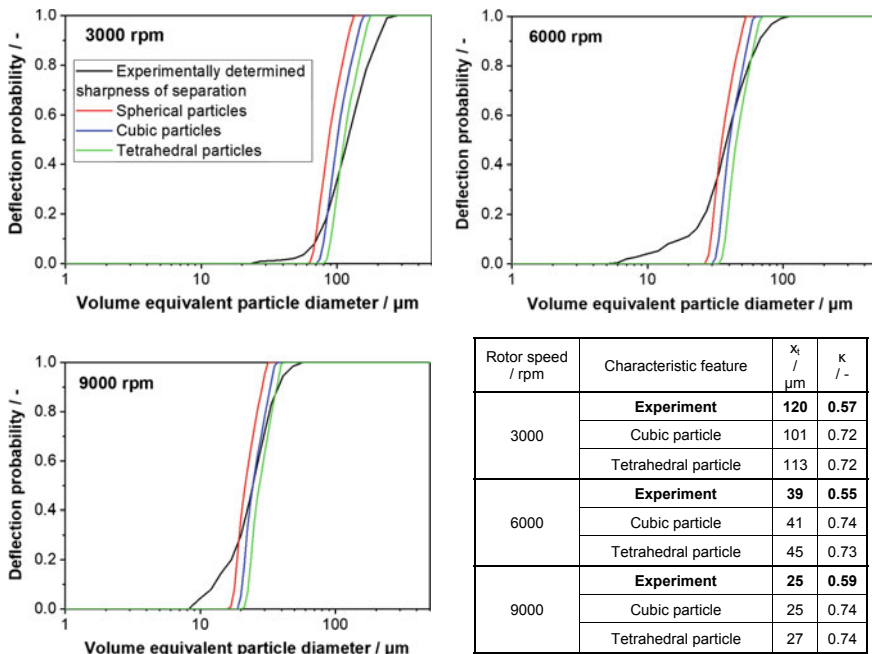 3000 rpm
Deflection probability / -
1.0
0.8
0.6
0.4
0.2
0.0
Experimentally determined
sharpness of separation
Spherical particles
Cubic particles
Tetrahedral particles
1 10 100
Volume equivalent particle diameter / µm
6000 rpm
Deflection probability / -
1.0
0.8
0.6
0.4
0.2
0.0
1 10 100
Volume equivalent particle diameter / µm
9000 rpm
Deflection probability / -
1.0
0.8
0.6
0.4
0.2
0.0
1 10 100
Volume equivalent particle diameter / µm
Rotor speed / rpm Characteristic feature xt / µm κ / -
3000 Experiment 120 0.57
Cubic particle 101 0.72
Tetrahedral particle 113 0.72
6000 Experiment 39 0.55
Cubic particle 41 0.74
Tetrahedral particle 45 0.73
9000 Experiment 25 0.59
Cubic particle 25 0.74
Tetrahedral particle 27 0.74